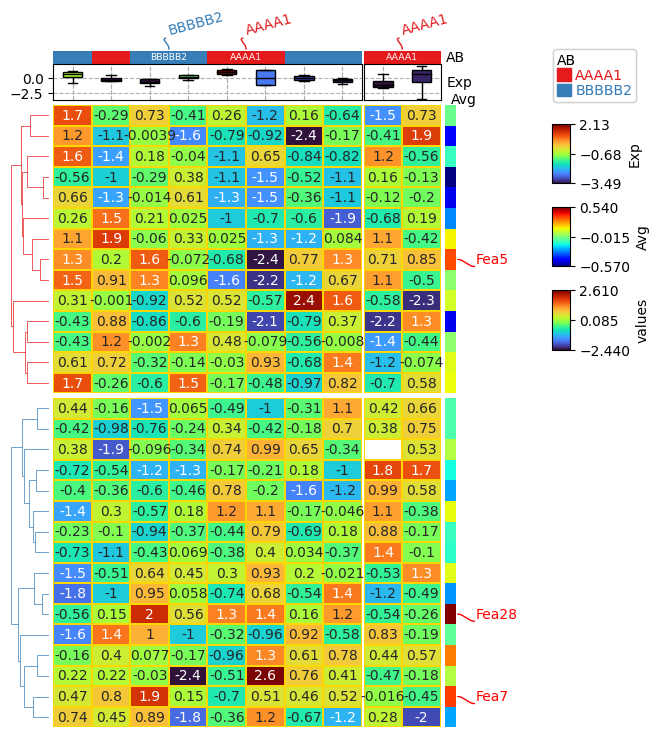 BBBBB2 AAAA1 AAAA1
BBBBB2 AAAA1 AAAA1 AB
0.0
−2.5
Exp
Avg
1.7 -0.29 0.73 -0.41 0.26 -1.2 0.16 -0.64 -1.5 0.73
1.2 -1.1 -0.0039 -1.6 -0.79 -0.92 -2.4 -0.17 -0.41 1.9
1.6 -1.4 0.18 -0.04 -1.1 0.65 -0.84 -0.82 1.2 -0.56
-0.56 -1 -0.29 0.38 -1.1 -1.5 -0.52 -1.1 0.16 -0.13
0.66 -1.3 -0.014 0.61 -1.3 -1.5 -0.36 -1.1 -0.12 -0.2
0.26 1.5 0.21 0.025 -1 -0.7 -0.6 -1.9 -0.68 0.19
1.1 1.9 -0.06 0.33 0.025 -1.3 -1.2 0.084 1.1 -0.42
1.3 0.2 1.6 -0.072 -0.68 -2.4 0.77 1.3 0.71 0.85 Fea5
1.5 0.91 1.3 0.096 -1.6 -2.2 -1.2 0.67 1.1 -0.5
0.31 -0.001 -0.92 0.52 0.52 -0.57 2.4 1.6 -0.58 -2.3
-0.43 0.88 -0.86 -0.6 -0.19 -2.1 -0.79 0.37 -2.2 1.3
-0.43 1.2 -0.002 1.3 0.48 -0.079 -0.56 -0.008 -1.4 -0.44
0.61 0.72 -0.32 -0.14 -0.03 0.93 -0.68 1.4 -1.2 -0.074
1.7 -0.26 -0.6 1.5 -0.17 -0.48 -0.97 0.82 -0.7 0.58
0.44 -0.16 -1.5 0.065 -0.49 -1 -0.31 1.1 0.42 0.66
-0.42 -0.98 -0.76 -0.24 0.34 -0.42 -0.18 0.7 0.38 0.75
0.38 -1.9 -0.096 -0.34 0.74 0.99 0.65 -0.34 0.53
-0.72 -0.54 -1.2 -1.3 -0.17 -0.21 0.18 -1 1.8 1.7
-0.4 -0.36 -0.6 -0.46 0.78 -0.2 -1.6 -1.2 0.99 0.58
-1.4 0.3 -0.57 0.18 1.2 1.1 -0.17 -0.046 1.1 -0.38
-0.23 -0.1 -0.94 -0.37 -0.44 0.79 -0.69 0.18 0.88 -0.17
-0.73 -1.1 -0.43 0.069 -0.38 0.4 0.034 -0.37 1.4 -0.1
-1.5 -0.51 0.64 0.45 0.3 0.93 0.2 -0.021 -0.53 1.3
-1.8 -1 0.95 0.058 -0.74 0.68 -0.54 1.4 -1.2 -0.49
-0.56 0.15 2 0.56 1.3 1.4 0.16 1.2 -0.54 -0.26 Fea28
-1.6 1.4 1 -1 -0.32 -0.96 0.92 -0.58 0.83 -0.19
-0.16 0.4 0.077 -0.17 -0.96 1.3 0.61 0.78 0.44 0.57
0.22 0.22 -0.03 -2.4 -0.51 2.6 0.76 0.41 -0.47 -0.18
0.47 0.8 1.9 0.15 -0.7 0.51 0.46 0.52 -0.016 -0.45 Fea7
0.74 0.45 0.89 -1.8 -0.36 1.2 -0.67 -1.2 0.28 -2
AB
AAAA1
BBBBB2
2.13
−0.68
−3.49
Exp
0.540
−0.015
−0.570
Avg
2.610
0.085
−2.440
values